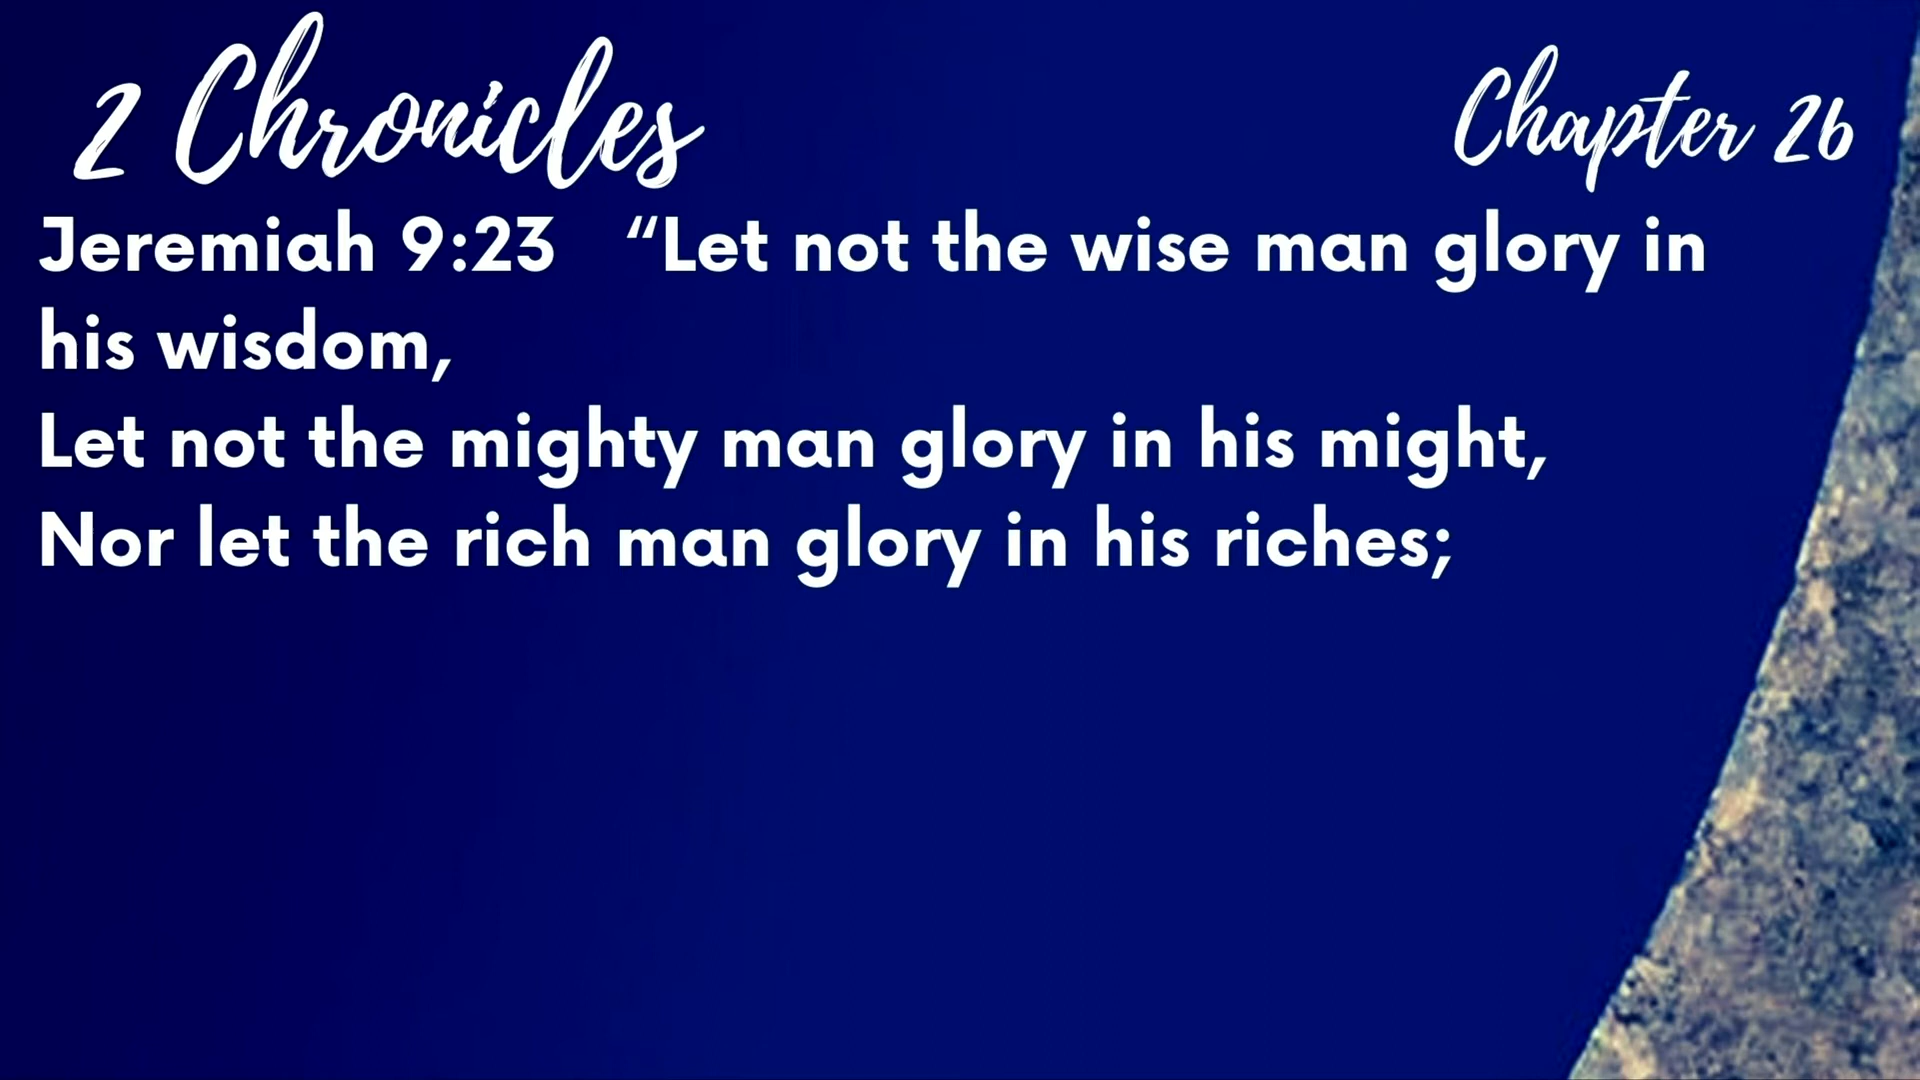 2 Chronicles
Chapter 26
Jeremiah 9:23 “Let not the wise man glory in
his wisdom,
Let not the mighty man glory in his might,
Nor let the rich man glory in his riches;